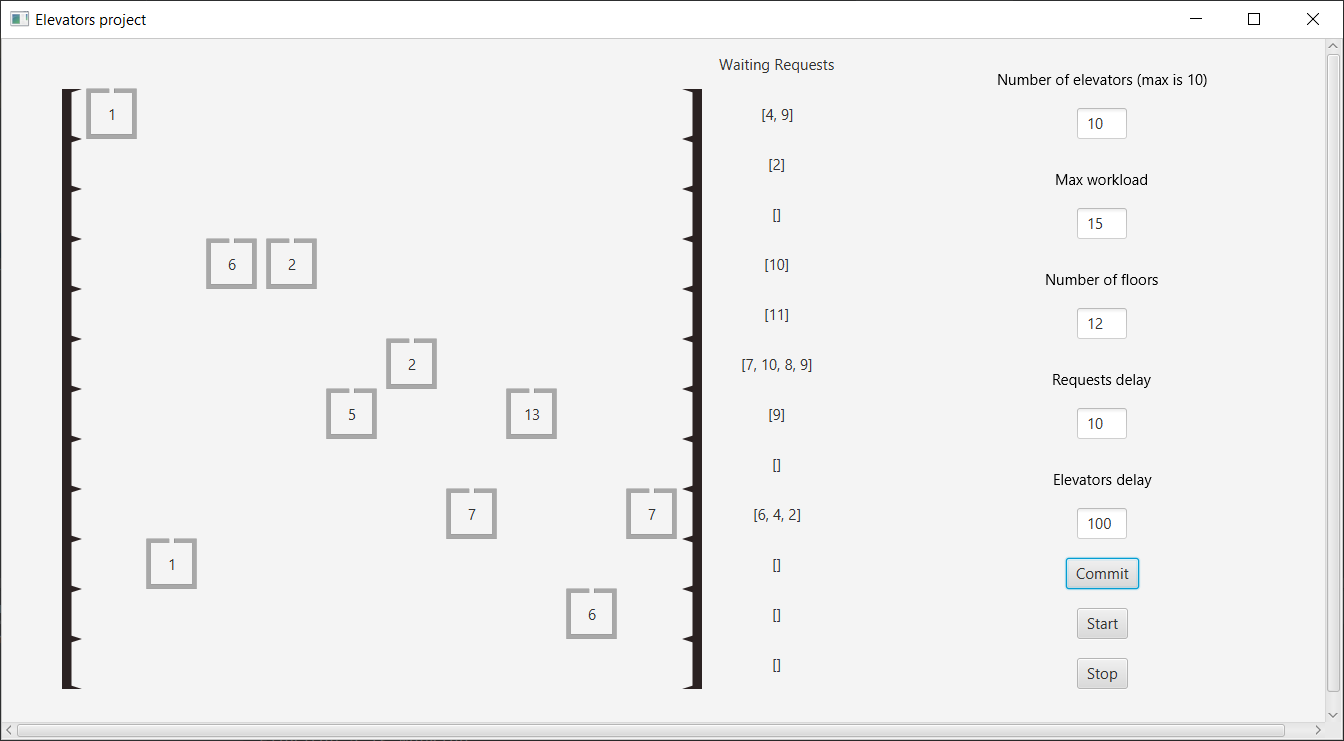 Elevators project
1
6
2
2
5
13
7
7
1
6
Waiting Requests
[4, 9]
[2]
[]
[10]
[11]
[7, 10, 8, 9]
[9]
[]
[6, 4, 2]
[]
[]
[]
Number of elevators (max is 10)
10
Max workload
15
Number of floors
12
Requests delay
10
Elevators delay
100
Commit
Start
Stop